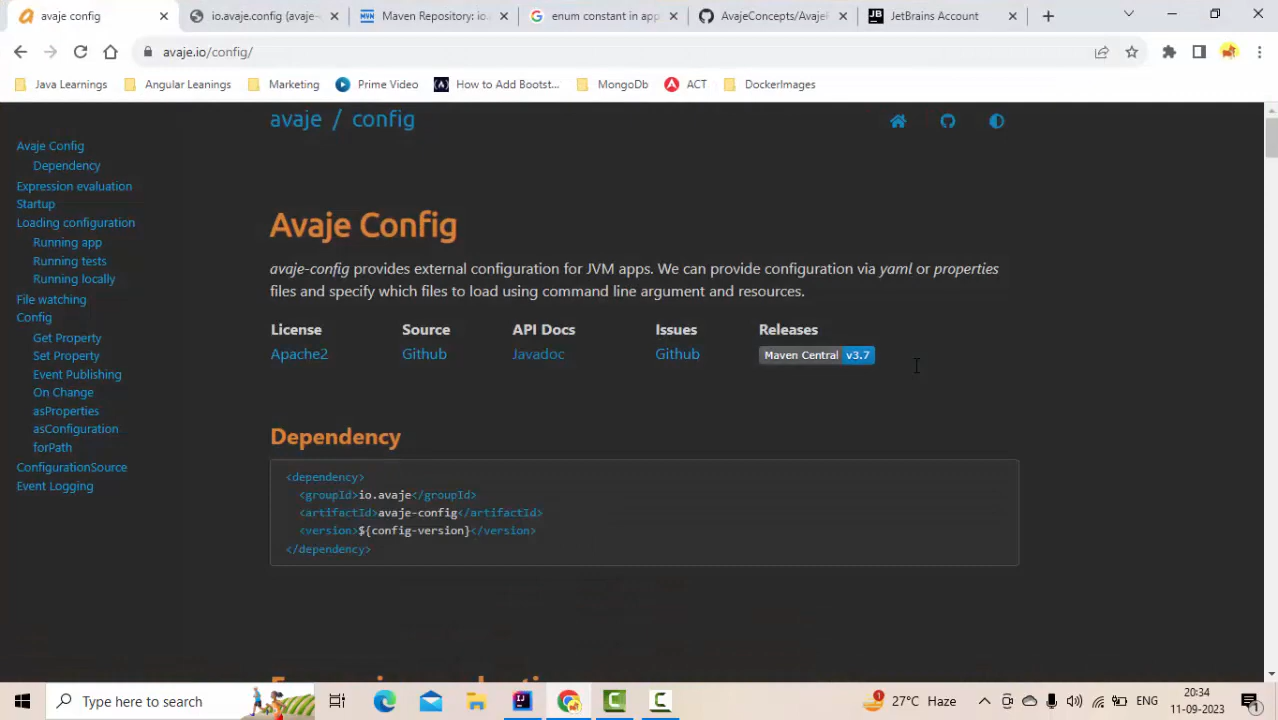 avaje config
io.avaje.config (avaje-
Maven Repository: io.
enum constant in app
AvajeConcepts/Avaje
JetBrains Account
avaje.io/config/
Java Learnings
Angular Leanings
Marketing
Prime Video
How to Add Bootst...
MongoDb
ACT
DockerImages
avaje / config
Avaje Config
Dependency
Expression evaluation
Startup
Loading configuration
Running app
Running tests
Running locally
File watching
Config
Get Property
Set Property
Event Publishing
On Change
asProperties
asConfiguration
forPath
ConfigurationSource
Event Logging
Avaje Config
avaje-config provides external configuration for JVM apps. We can provide configuration via yaml or properties
files and specify which files to load using command line argument and resources.
License Source API Docs Issues Releases
Apache2 Github Javadoc Github Maven Central v3.7
Dependency
<dependency>
<groupId>io.avaje</groupId>
<artifactId>avaje-config</artifactId>
<version>${config-version}</version>
</dependency>
Type here to search
1
27°C Haze
ENG
20:34
11-09-2023
1